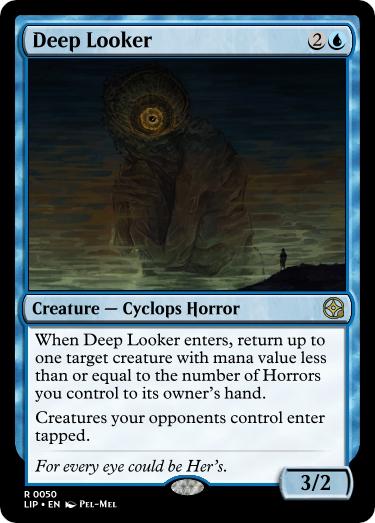 Deep Looker 2
Creature — Cyclops Horror
When Deep Looker enters, return up to
one target creature with mana value less
than or equal to the number of Horrors
you control to its owner's hand.
Creatures your opponents control enter
tapped.
For every eye could be Her's.
3/2
R 0050
LIP • EN Pel-Mel